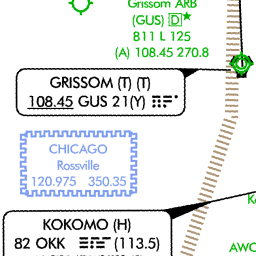 Grissom ARB
(GUS) D★
811 L 125
(A) 108.45 270.8
GRISSOM (T) (T)
108.45 GUS 21(Y)
CHICAGO
Rossville
120.975 350.35
KOKOMO (H)
82 OKK (113.5)
AWO